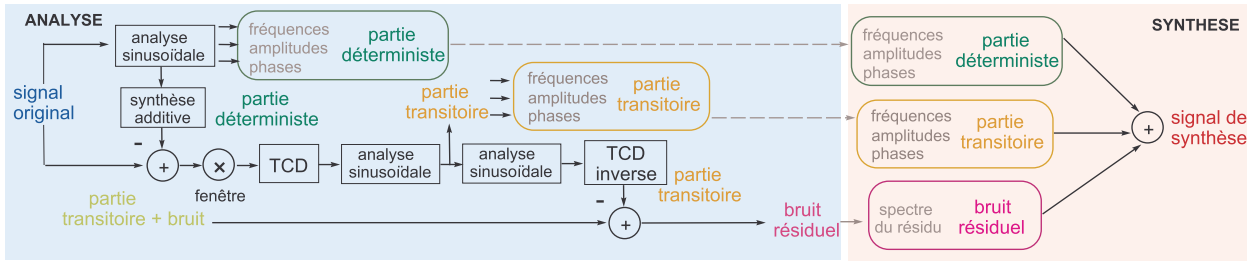 ANALYSE
analyse
sinusoïdale
fréquences
amplitudes
phases
partie
déterministe
signal
original
synthèse
additive
partie
déterministe
-
+
×
fenêtre
TCD
analyse
sinusoïdale
partie
transitoire
fréquences
amplitudes
phases
partie
transitoire
analyse
sinusoïdale
TCD
inverse
partie
transitoire
-
+
partie
transitoire + bruit
bruit
résiduel
SYNTHESE
fréquences
amplitudes
phases
partie
déterministe
fréquences
amplitudes
phases
partie
transitoire
spectre
du résidu
bruit
résiduel
+
signal de
synthèse